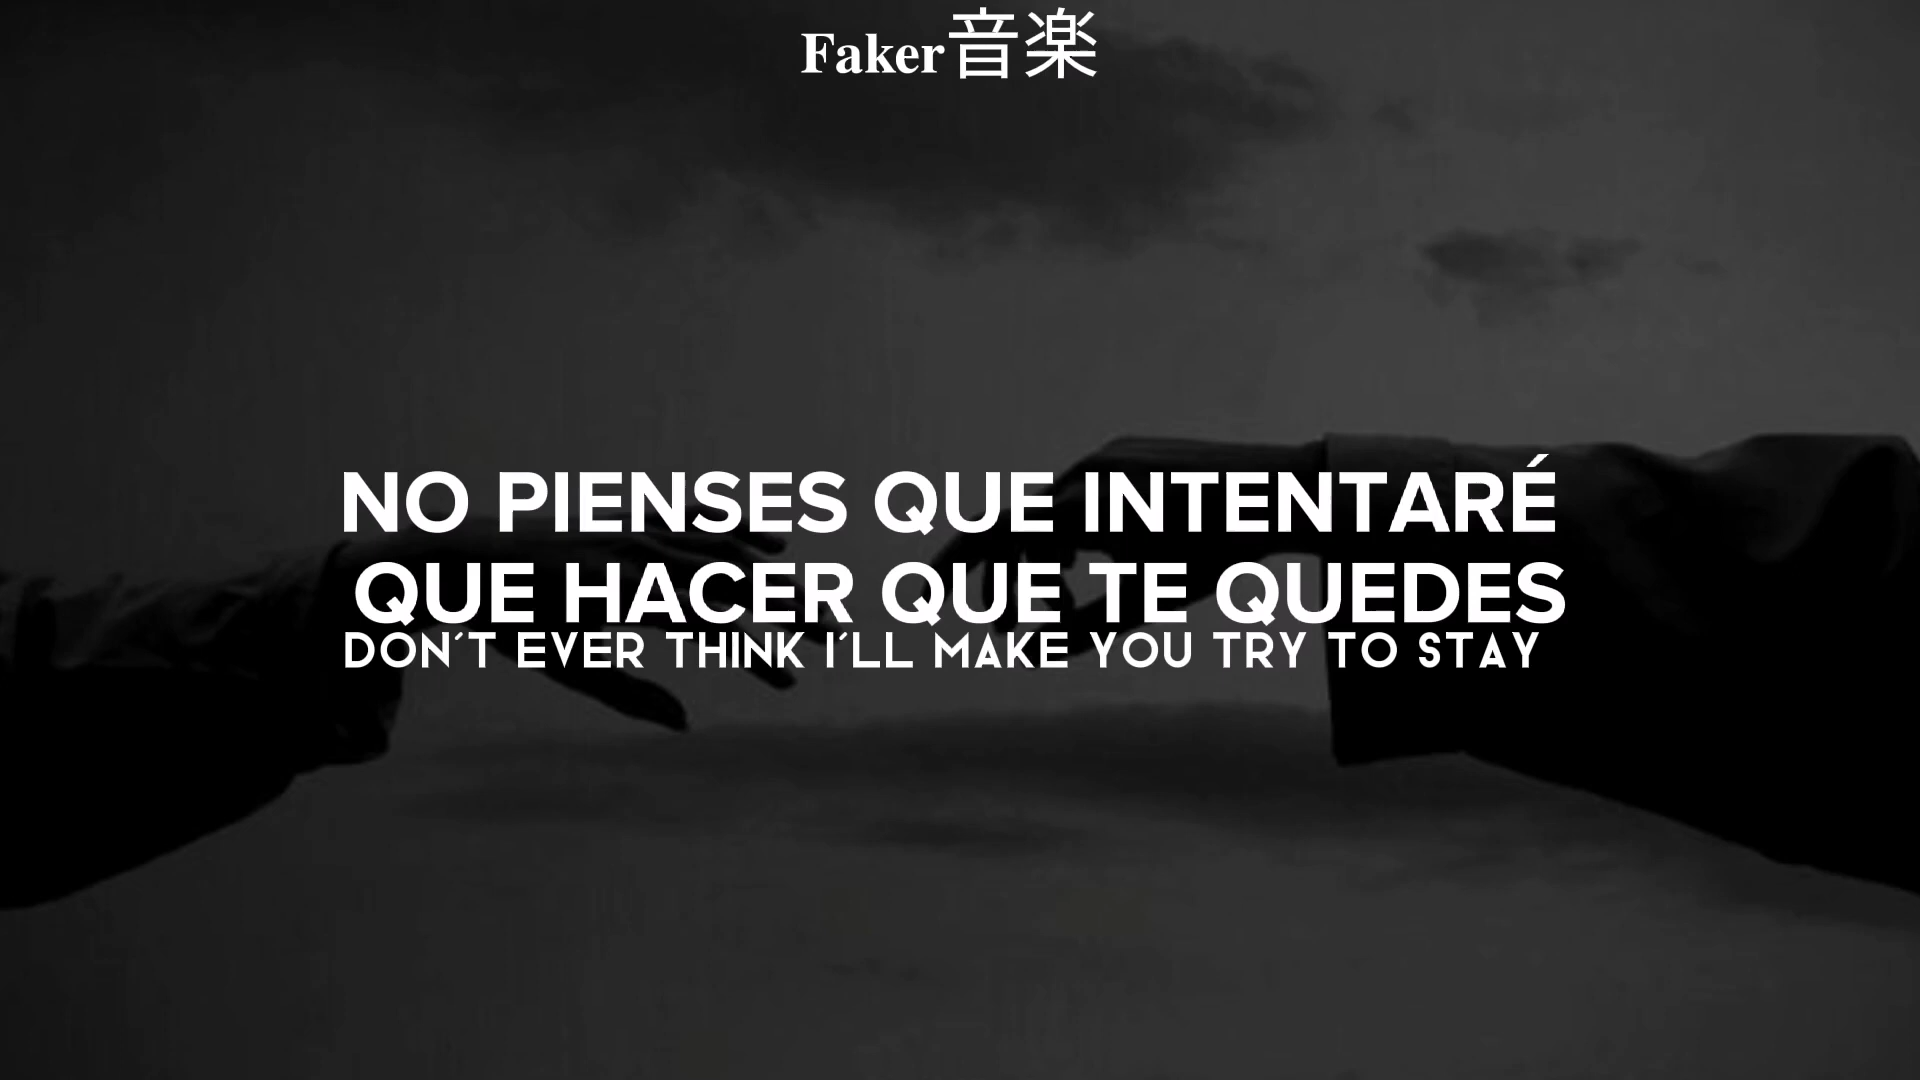 Faker音楽
NO PIENSES QUE INTENTARÉ
QUE HACER QUE TE QUEDES
DON´T EVER THINK I´LL MAKE YOU TRY TO STAY